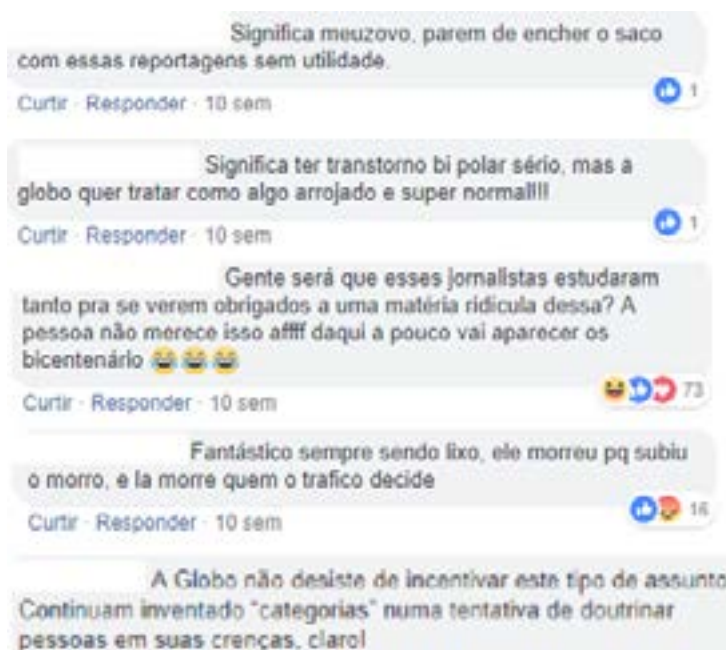 Significa meuzovo, parem de encher o saco
com essas reportagens sem utilidade.
Curtir · Responder · 10 sem
1
Significa ter transtorno bi polar sério, mas a
globo quer tratar como algo arrojado e super normal!!!
Curtir · Responder · 10 sem
1
Gente será que esses jornalistas estudaram
tanto pra se verem obrigados a uma matéria ridícula dessa? A
pessoa não merece isso affff daqui a pouco vai aparecer os
bicentenário 😂 😂 😂
Curtir · Responder · 10 sem
73
Fantástico sempre sendo lixo, ele morreu pq subiu
o morro, e la morre quem o trafico decide
Curtir · Responder · 10 sem
16
A Globo não desiste de incentivar este tipo de assunto
Continuam inventado "categorias" numa tentativa de doutrinar
pessoas em suas crenças, claro!